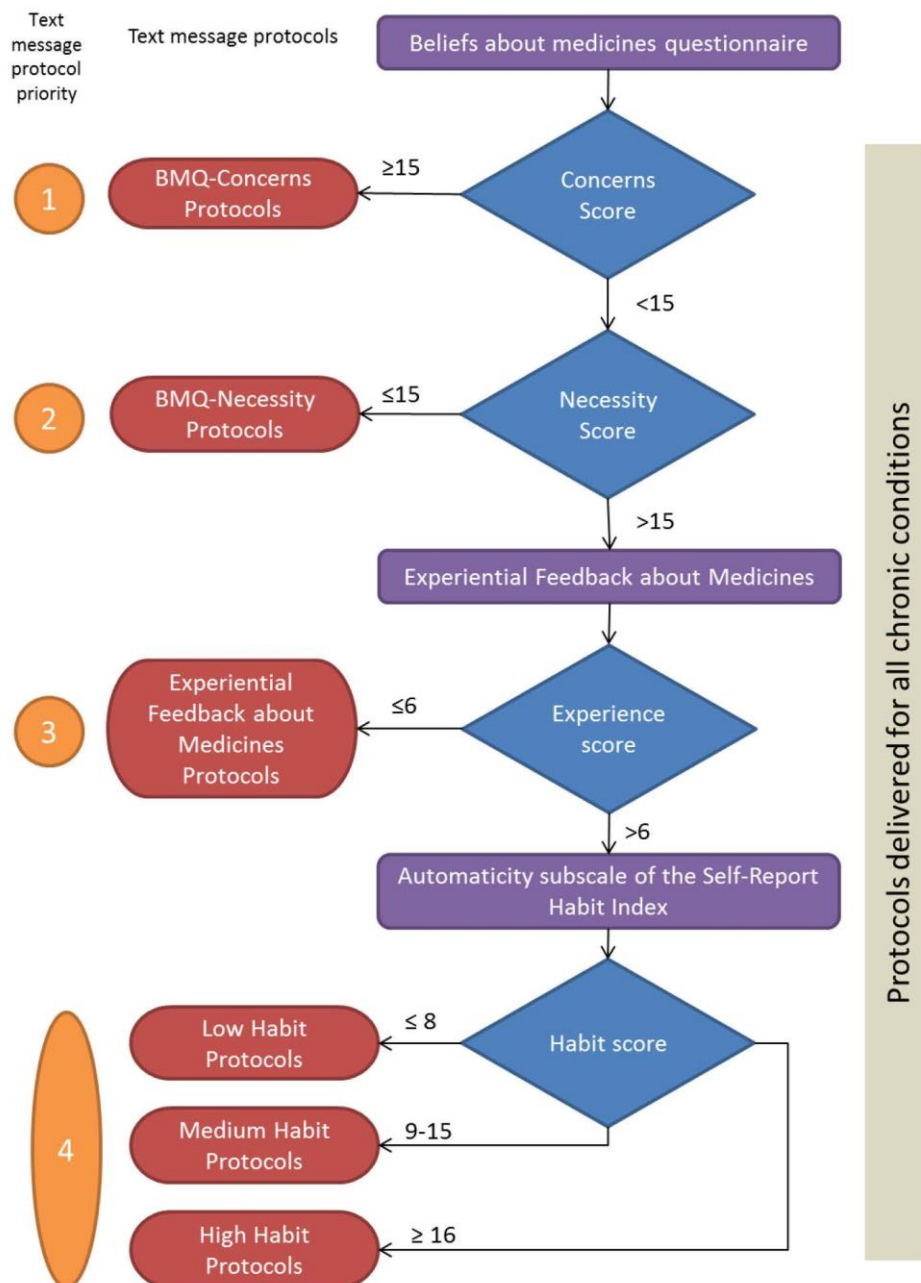 Text
message
protocol
priority
Text message protocols
Beliefs about medicines questionnaire
1
BMQ-Concerns
Protocols
≥15
Concerns
Score
<15
2
BMQ-Necessity
Protocols
≤15
Necessity
Score
>15
Experiential Feedback about Medicines
3
Experiential
Feedback about
Medicines
Protocols
≤6
Experience
score
>6
Automaticity subscale of the Self-Report
Habit Index
4
Low Habit
Protocols
≤ 8
Habit score
Medium Habit
Protocols
9-15
High Habit
Protocols
≥ 16
Protocols delivered for all chronic conditions